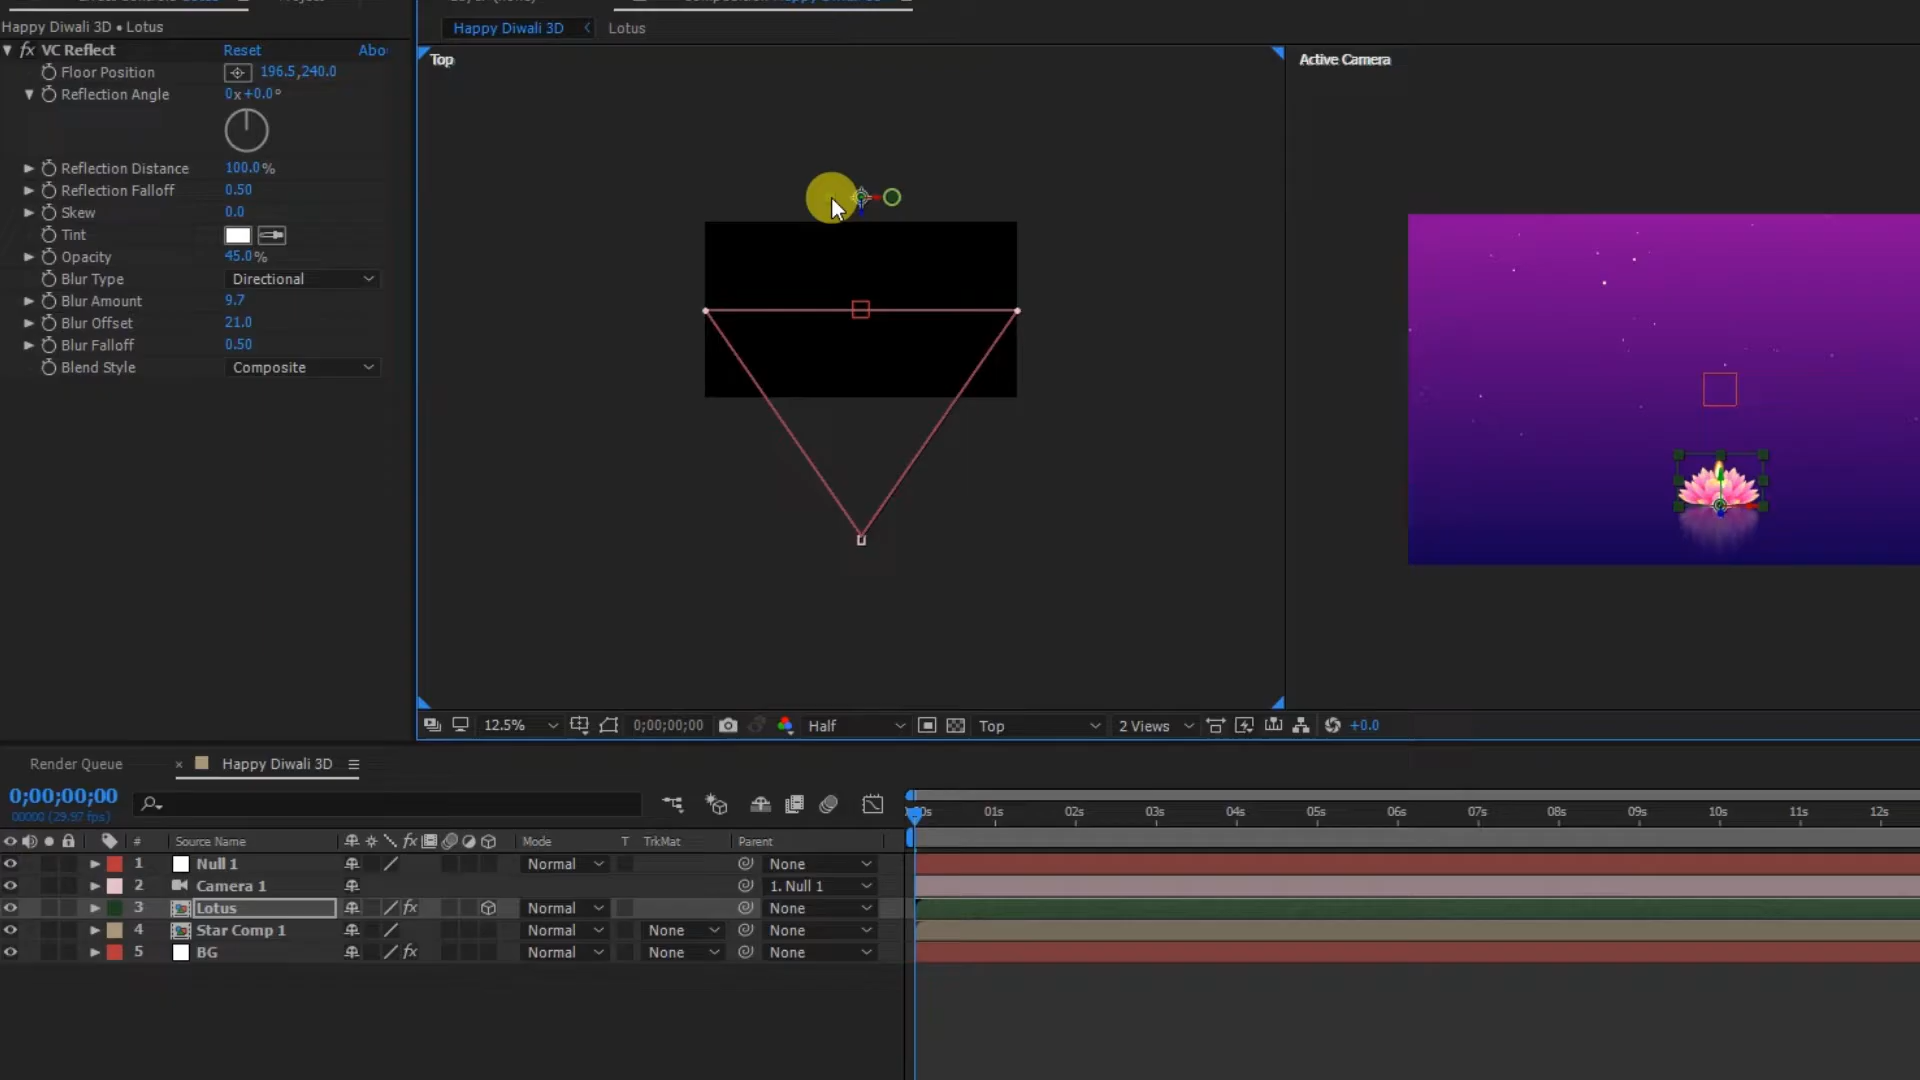 Happy Diwali 3D • Lotus
fx VC Reflect Reset Abo
Floor Position 196.5,240.0
Reflection Angle 0x+0.0°
Reflection Distance 100.0%
Reflection Falloff 0.50
Skew 0.0
Tint
Opacity 45.0%
Blur Type Directional
Blur Amount 9.7
Blur Offset 21.0
Blur Falloff 0.50
Blend Style Composite
Happy Diwali 3D Lotus
Top
Active Camera
12.5% 0;00;00;00 Half Top 2 Views +0.0
Render Queue × Happy Diwali 3D
0;00;00;00
00000 (29.97 fps)
01s 02s 03s 04s 05s 06s 07s 08s 09s 10s 11s 12s
# Source Name fx Mode T TrkMat Parent
1 Null 1 Normal None
2 Camera 1 1. Null 1
3 Lotus fx Normal None
4 Star Comp 1 Normal None None
5 BG fx Normal None None